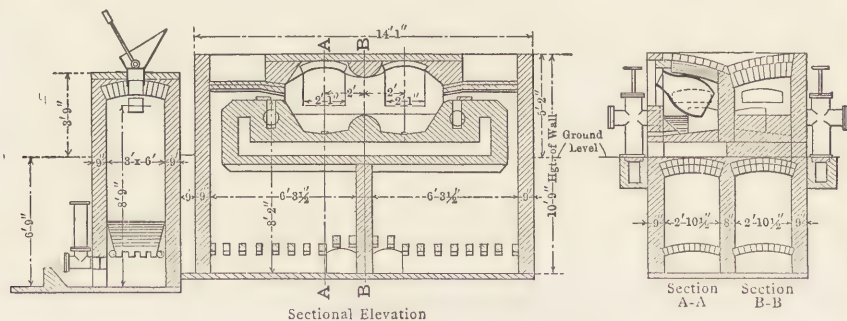 14′1″
A
B
3′-9″
9″
3′x 6′
9″
8′-9″
6′-9″
2′
2′
2′-1″
2′-1″
5′-2″
10′-9″ Hgt. of Wall
Ground
Level
9″
9″
6′-3½″
6′-3½″
9″
8′-2″
A
B
Sectional Elevation
9″
2′-10½″
8″
2′-10½″
9″
Section
A-A
Section
B-B